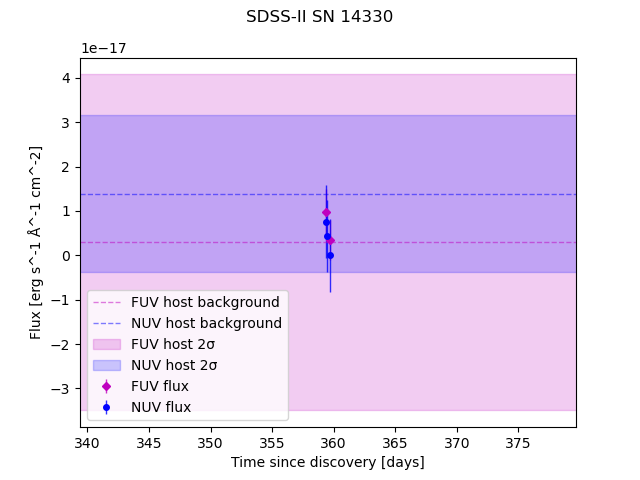 SDSS-II SN 14330
1e−17
4
3
2
1
0
−1
−2
−3
Flux [erg s^-1 Å^-1 cm^-2]
FUV host background
NUV host background
FUV host 2σ
NUV host 2σ
FUV flux
NUV flux
340 345 350 355 360 365 370 375
Time since discovery [days]